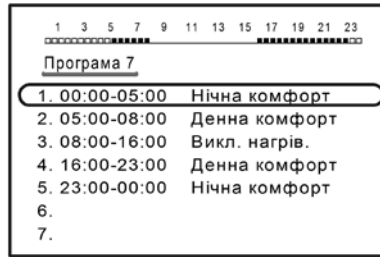 1 3 5 7 9 11 13 15 17 19 21 23
Програма 7
1. 00:00-05:00 Нічна комфорт
2. 05:00-08:00 Денна комфорт
3. 08:00-16:00 Викл. нагрів.
4. 16:00-23:00 Денна комфорт
5. 23:00-00:00 Нічна комфорт
6.
7.